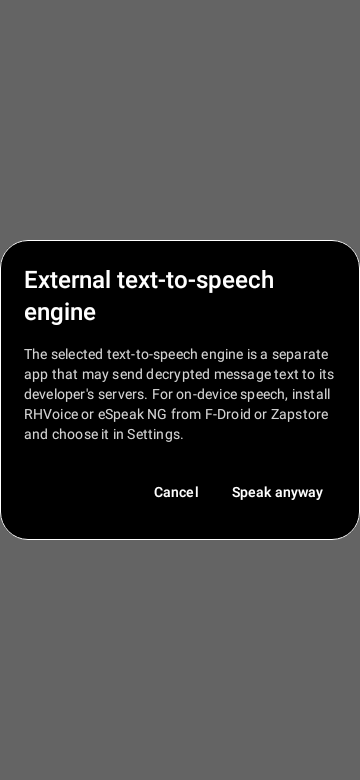 External text-to-speech
engine
The selected text-to-speech engine is a separate
app that may send decrypted message text to its
developer's servers. For on-device speech, install
RHVoice or eSpeak NG from F-Droid or Zapstore
and choose it in Settings.
Cancel Speak anyway